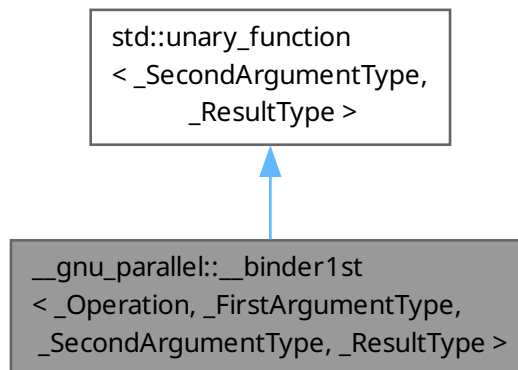 std::unary_function
< _SecondArgumentType,
_ResultType >
__gnu_parallel::__binder1st
< _Operation, _FirstArgumentType,
_SecondArgumentType, _ResultType >